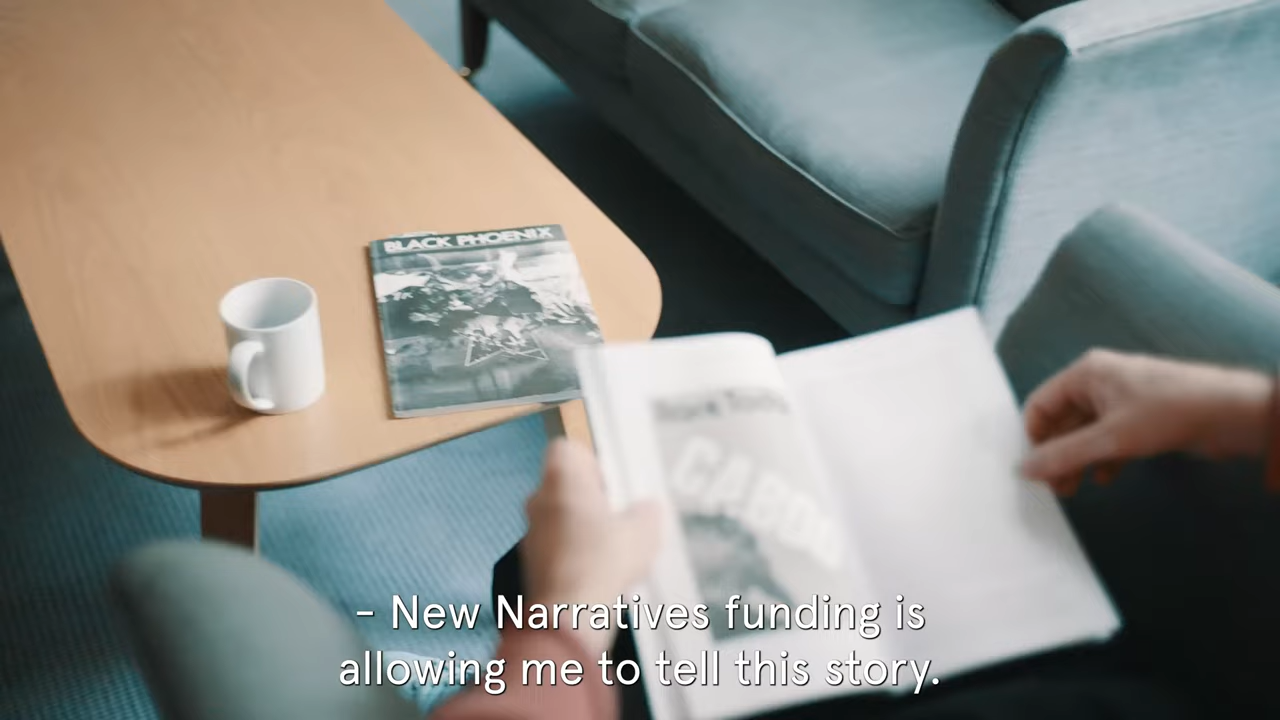 BLACK PHOENIX
- New Narratives funding is
allowing me to tell this story.